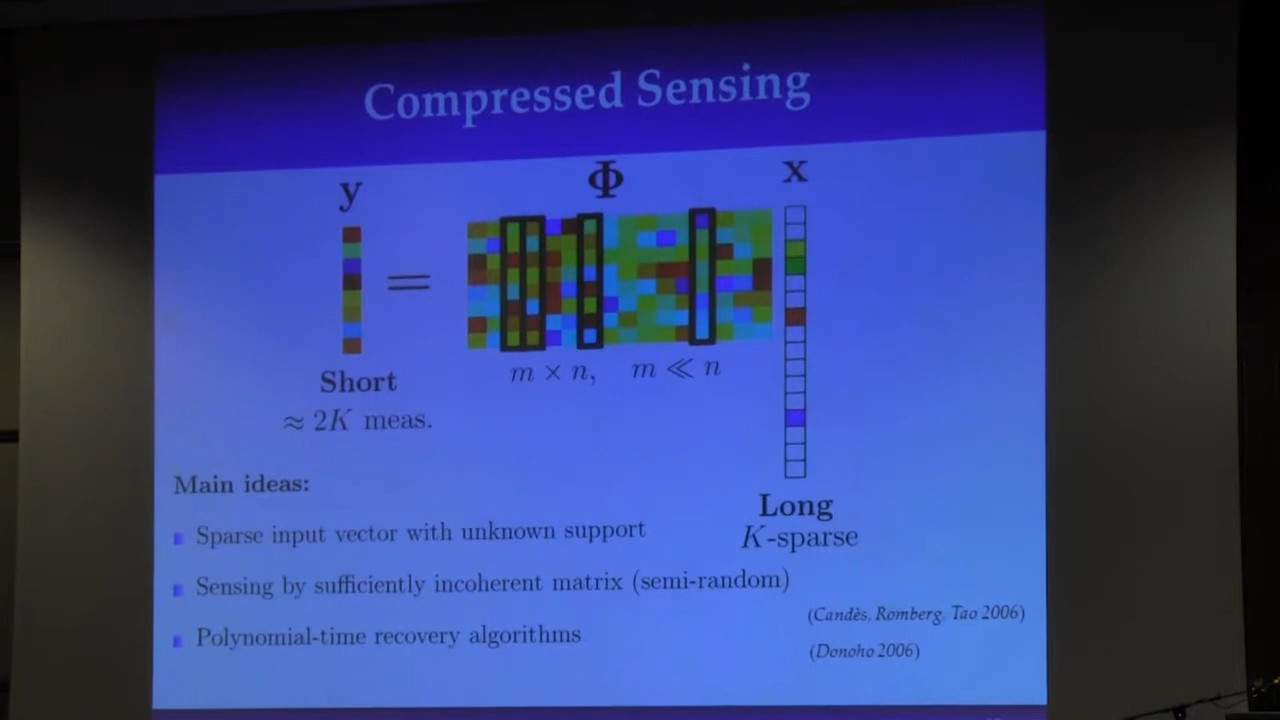 Compressed Sensing
y
=
Φ
x
m × n, m ≪ n
Short
≈ 2K meas.
Long
K-sparse
Main ideas:
Sparse input vector with unknown support
Sensing by sufficiently incoherent matrix (semi-random)
Polynomial-time recovery algorithms
(Candès, Romberg, Tao 2006)
(Donoho 2006)